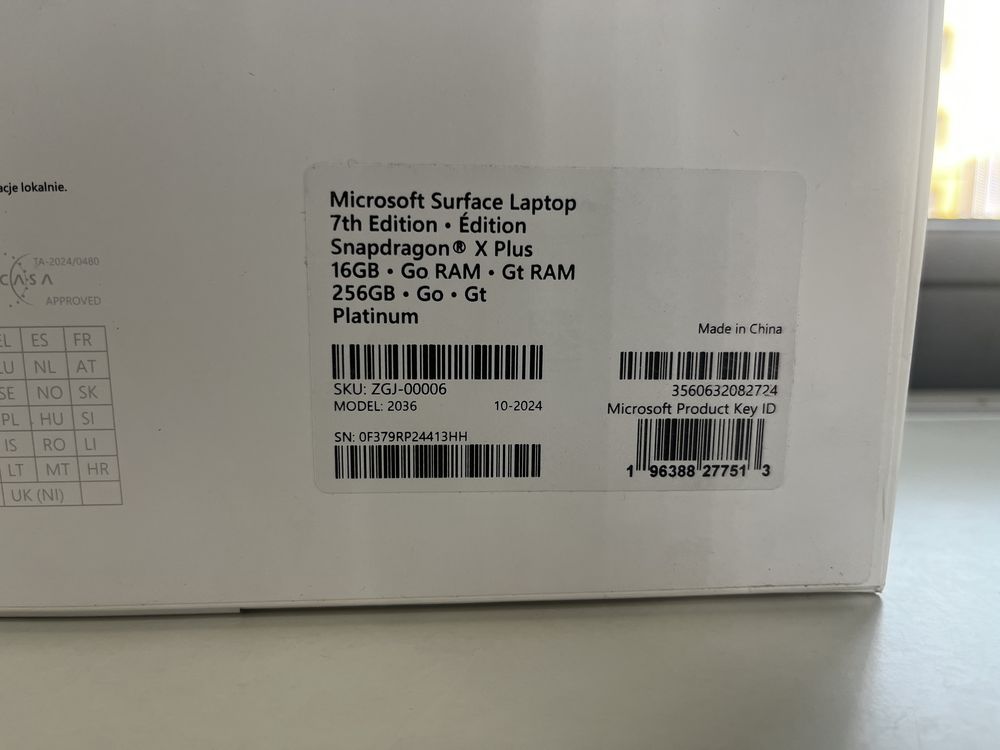 acje lokalnie.
TA-2024/0480
APPROVED
ES FR
NL AT
SE NO SK
PL HU SI
IS RO LI
LT MT HR
UK (NI)
Microsoft Surface Laptop
7th Edition • Édition
Snapdragon® X Plus
16GB • Go RAM • Gt RAM
256GB • Go • Gt
Platinum
Made in China
SKU: ZGJ-00006
MODEL: 2036 10-2024
SN: 0F379RP24413HH
3560632082724
Microsoft Product Key ID
1 96388 27751 3